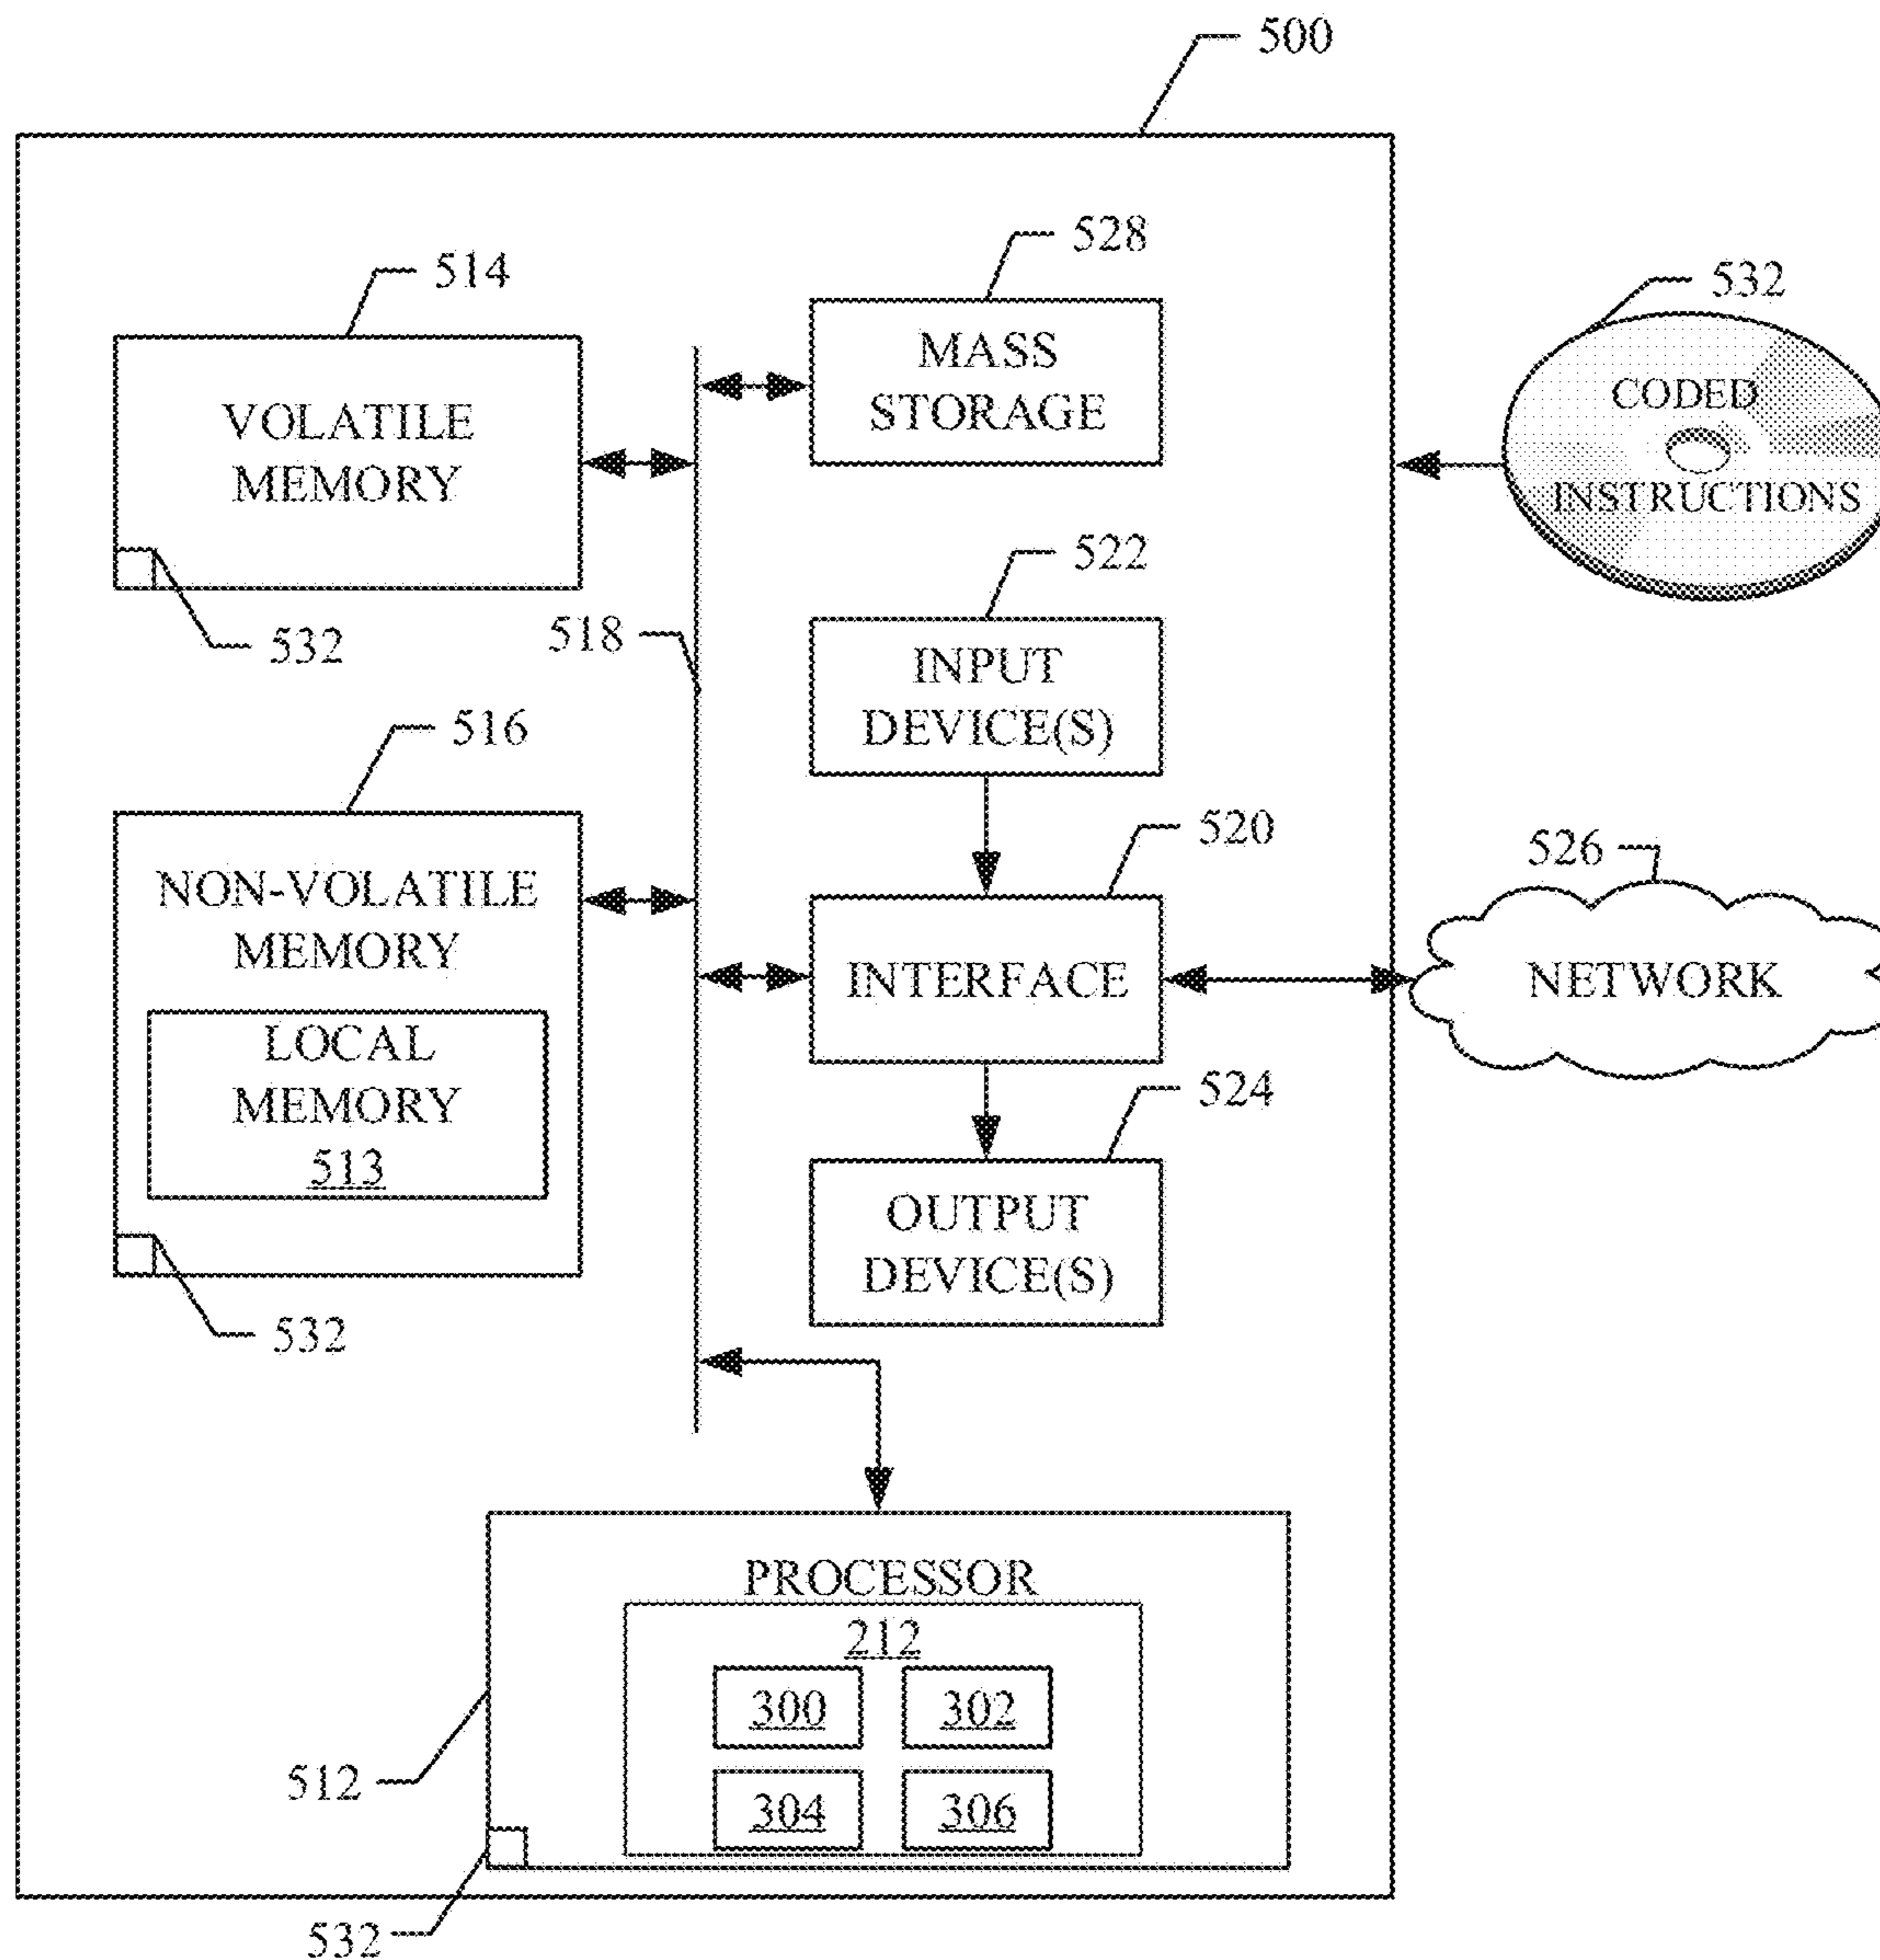 500
528
514
532
MASS
STORAGE
VOLATILE
MEMORY
CODED
INSTRUCTIONS
522
532
518
INPUT
DEVICE(S)
516
520
526
NON-VOLATILE
MEMORY
INTERFACE
NETWORK
LOCAL
MEMORY
513
524
OUTPUT
DEVICE(S)
532
PROCESSOR
212
300
302
512
304
306
532